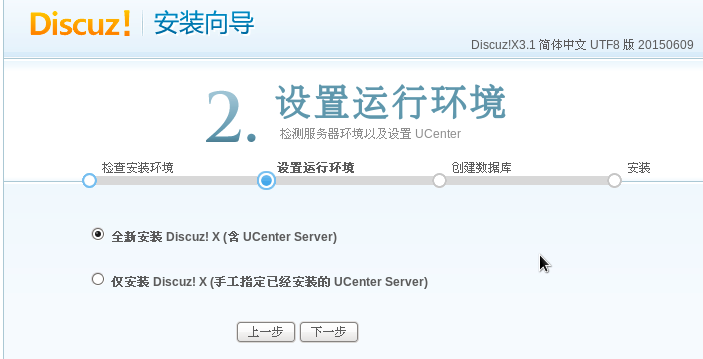 Discuz! 安装向导
Discuz!X3.1 简体中文 UTF8 版 20150609
2. 设置运行环境
检测服务器环境以及设置 UCenter
检查安装环境 设置运行环境 创建数据库 安装
全新安装 Discuz! X (含 UCenter Server)
仅安装 Discuz! X (手工指定已经安装的 UCenter Server)
上一步 下一步